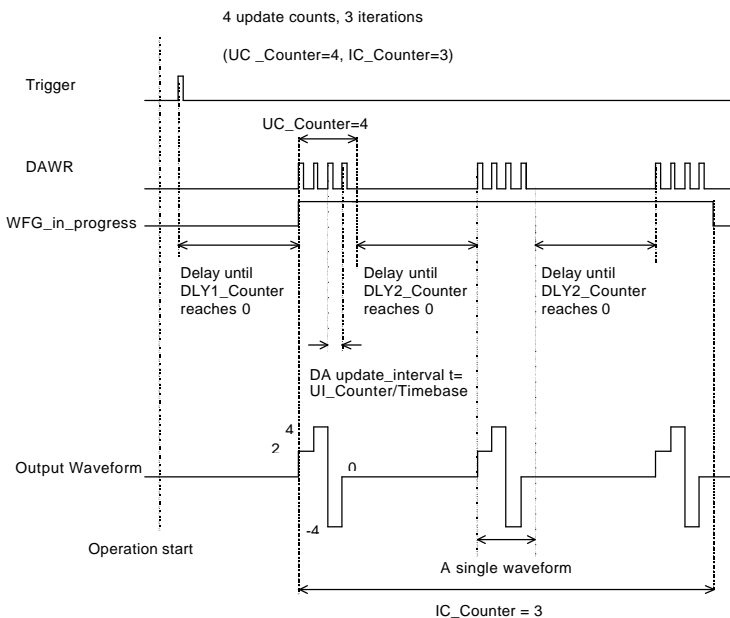 4 update counts, 3 iterations
(UC _Counter=4, IC_Counter=3)
Trigger
UC_Counter=4
DAWR
WFG_in_progress
Delay until
DLY1_Counter
reaches 0
Delay until
DLY2_Counter
reaches 0
Delay until
DLY2_Counter
reaches 0
DA update_interval t=
UI_Counter/Timebase
4
2
0
Output Waveform
-4
Operation start
A single waveform
IC_Counter = 3